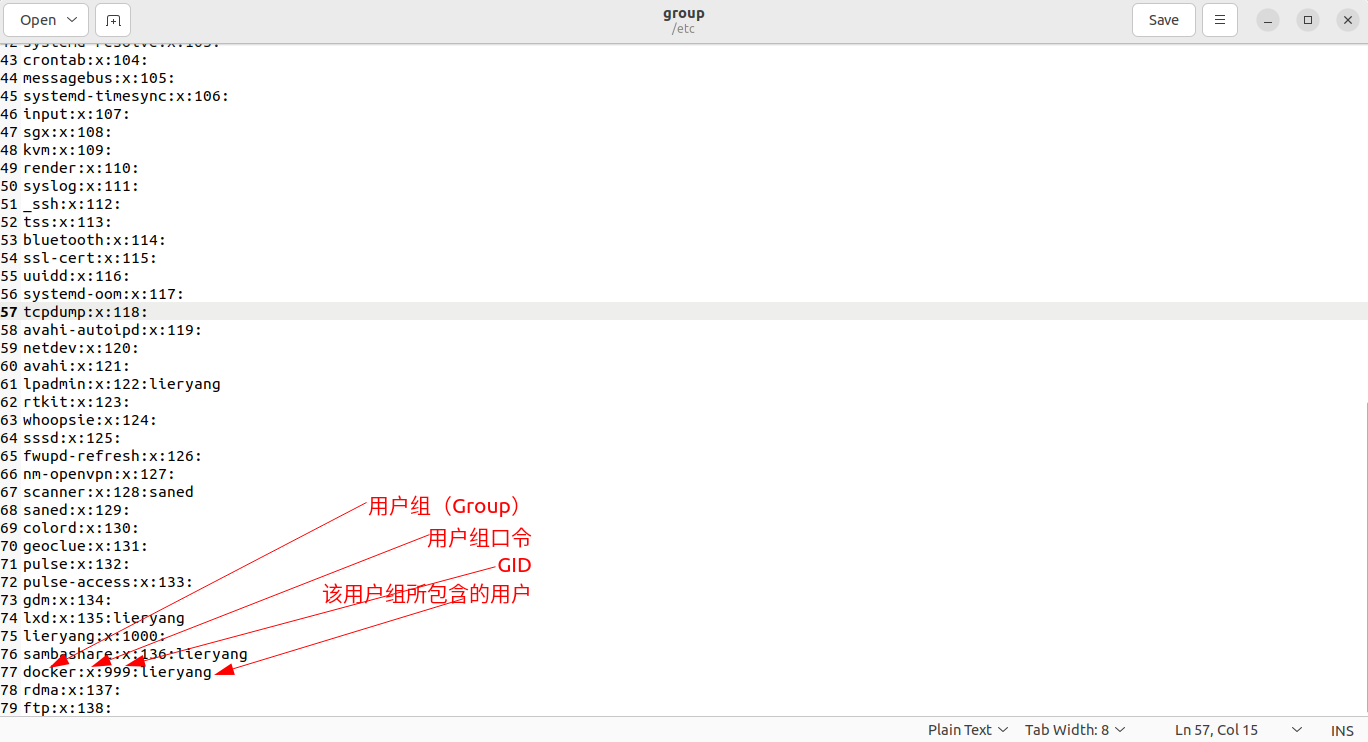 Open
group
/etc
Save
42 systemd-resolve:x:103:
43 crontab:x:104:
44 messagebus:x:105:
45 systemd-timesync:x:106:
46 input:x:107:
47 sgx:x:108:
48 kvm:x:109:
49 render:x:110:
50 syslog:x:111:
51 _ssh:x:112:
52 tss:x:113:
53 bluetooth:x:114:
54 ssl-cert:x:115:
55 uuidd:x:116:
56 systemd-oom:x:117:
57 tcpdump:x:118:
58 avahi-autoipd:x:119:
59 netdev:x:120:
60 avahi:x:121:
61 lpadmin:x:122:lieryang
62 rtkit:x:123:
63 whoopsie:x:124:
64 sssd:x:125:
65 fwupd-refresh:x:126:
66 nm-openvpn:x:127:
67 scanner:x:128:saned
用户组（Group）
68 saned:x:129:
69 colord:x:130:
用户组口令
70 geoclue:x:131:
71 pulse:x:132:
GID
72 pulse-access:x:133:
该用户组所包含的用户
73 gdm:x:134:
74 lxd:x:135:lieryang
75 lieryang:x:1000:
76 sambashare:x:136:lieryang
77 docker:x:999:lieryang
78 rdma:x:137:
79 ftp:x:138:
Plain Text Tab Width: 8 Ln 57, Col 15 INS